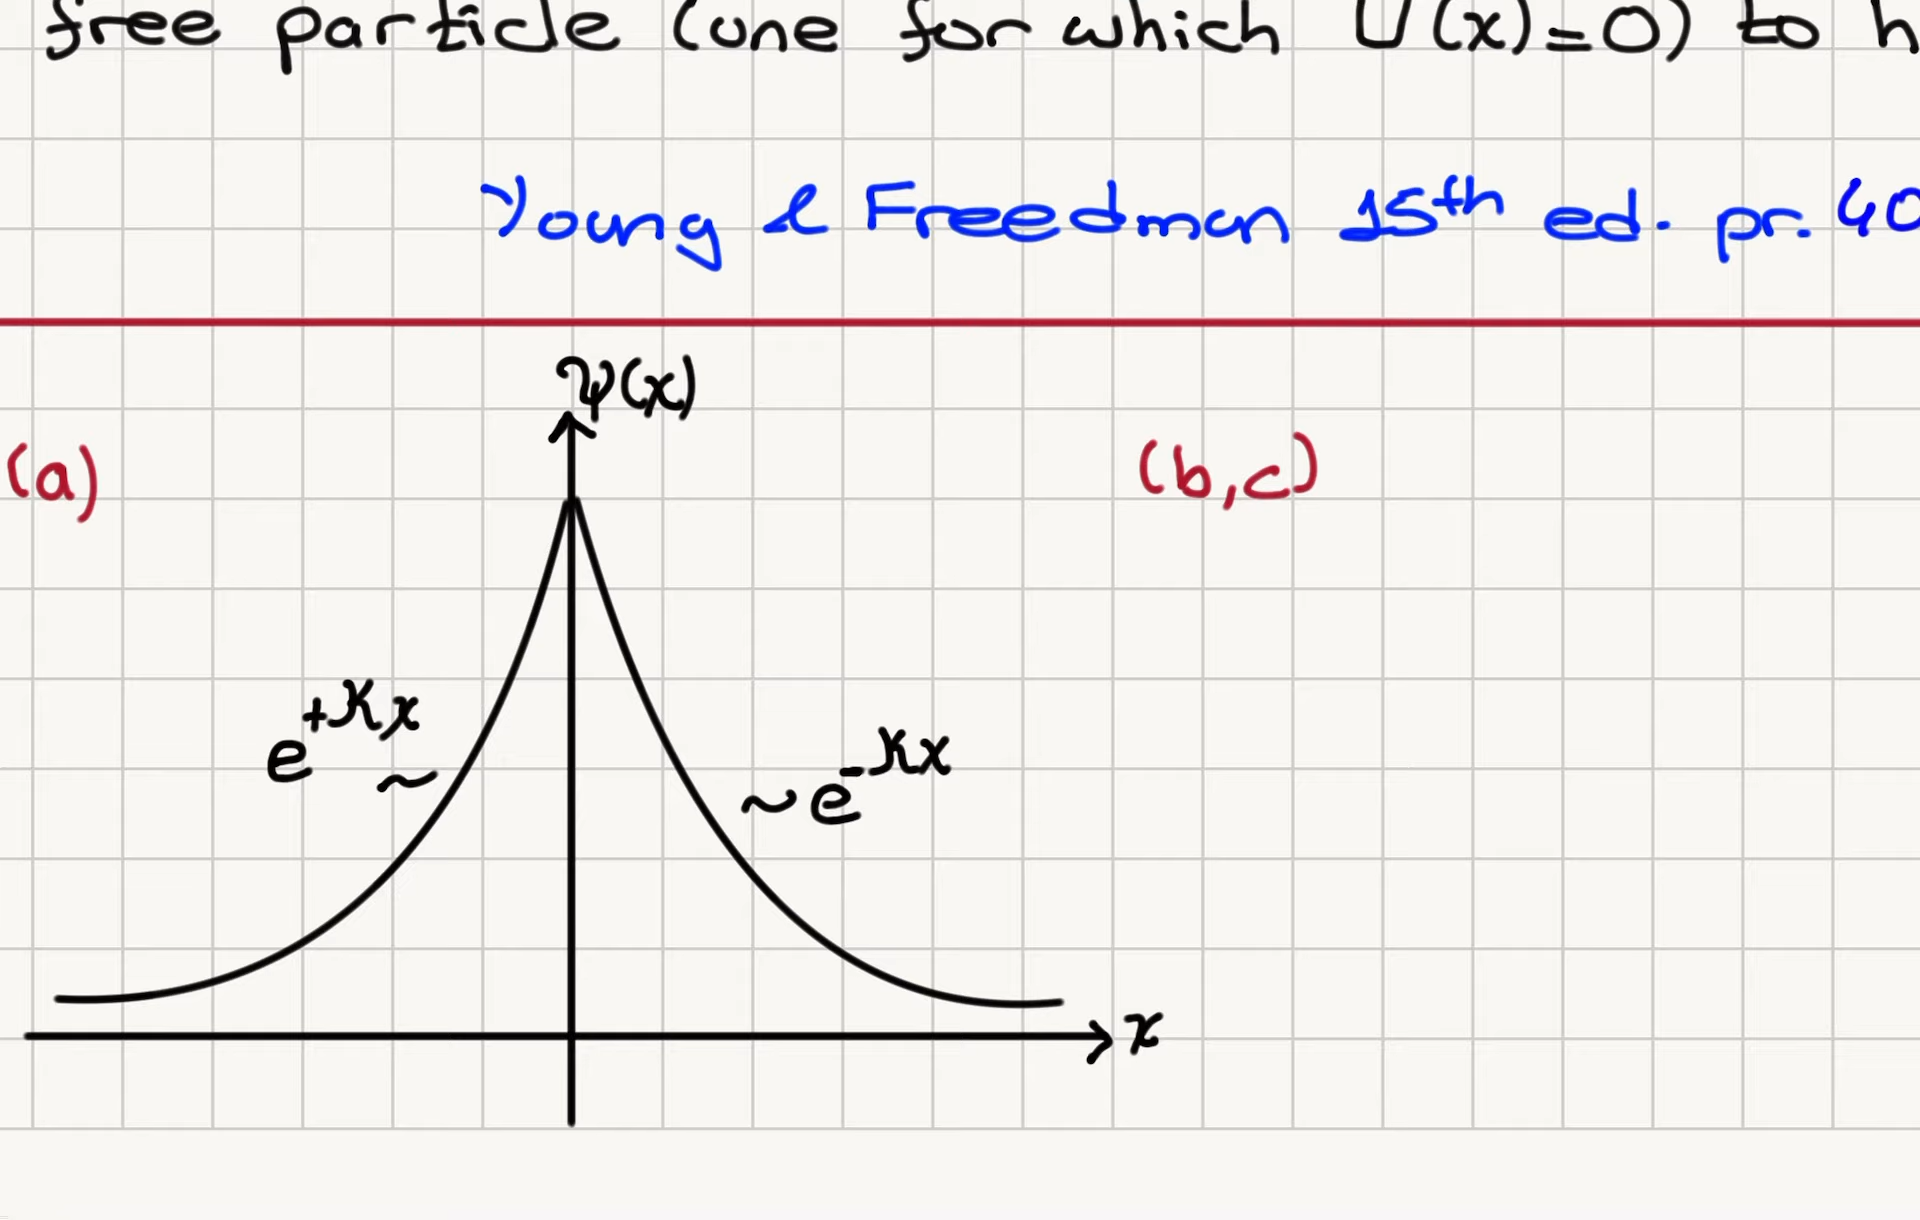 free particle (one for which U(x)=0) to h
Young & Freedman 15th ed. pr. 40
ψ(x)
(a)
(b,c)
e^{+κx} ~
~e^{-κx}
x